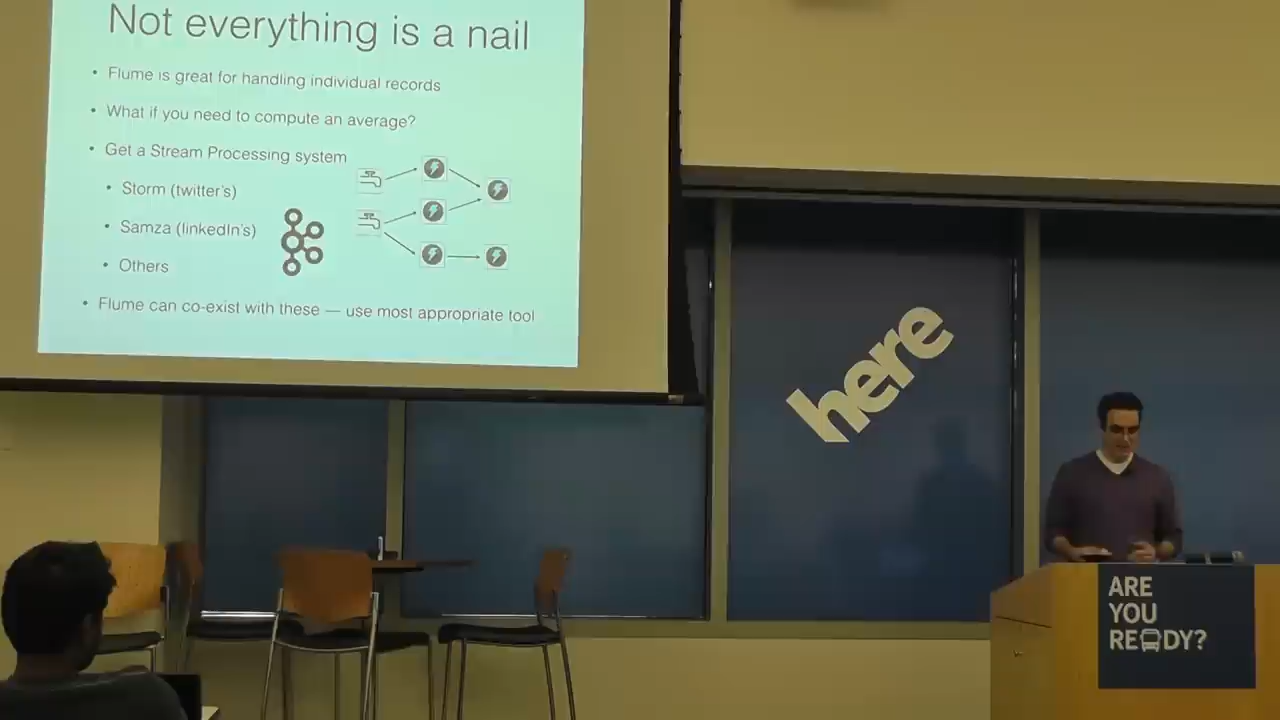 Not everything is a nail
• Flume is great for handling individual records
• What if you need to compute an average?
• Get a Stream Processing system
• Storm (twitter's)
• Samza (linkedIn's)
• Others
• Flume can co-exist with these — use most appropriate tool
here
ARE
YOU
READY?